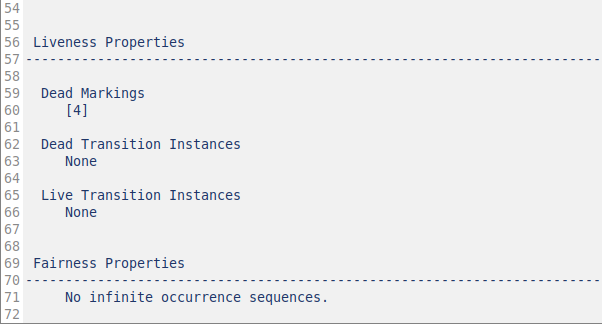 54
55
56 Liveness Properties
57 ------------------------------------------------------------------------
58
59 Dead Markings
60 [4]
61
62 Dead Transition Instances
63 None
64
65 Live Transition Instances
66 None
67
68
69 Fairness Properties
70 ------------------------------------------------------------------------
71 No infinite occurrence sequences.
72